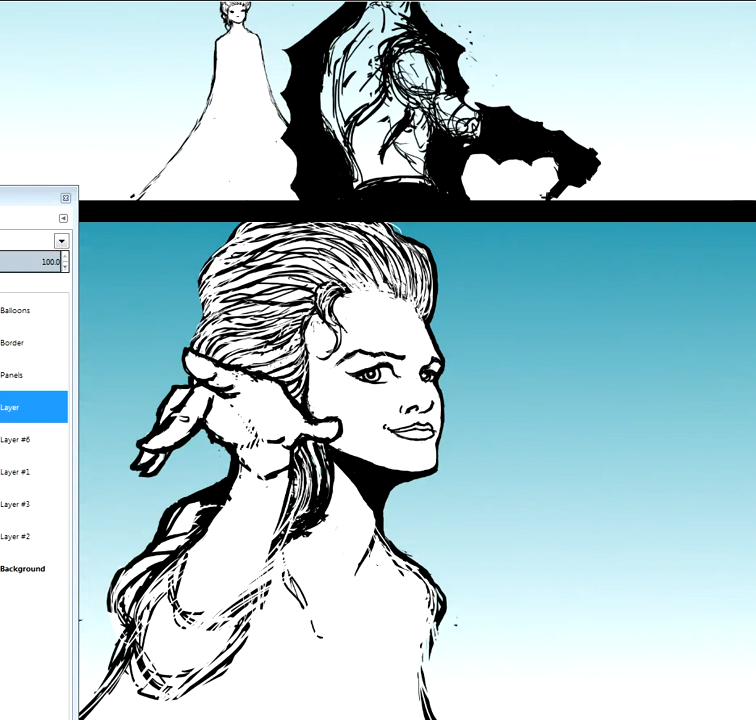 100.0
Balloons
Border
Panels
Layer
Layer #6
Layer #1
Layer #3
Layer #2
Background